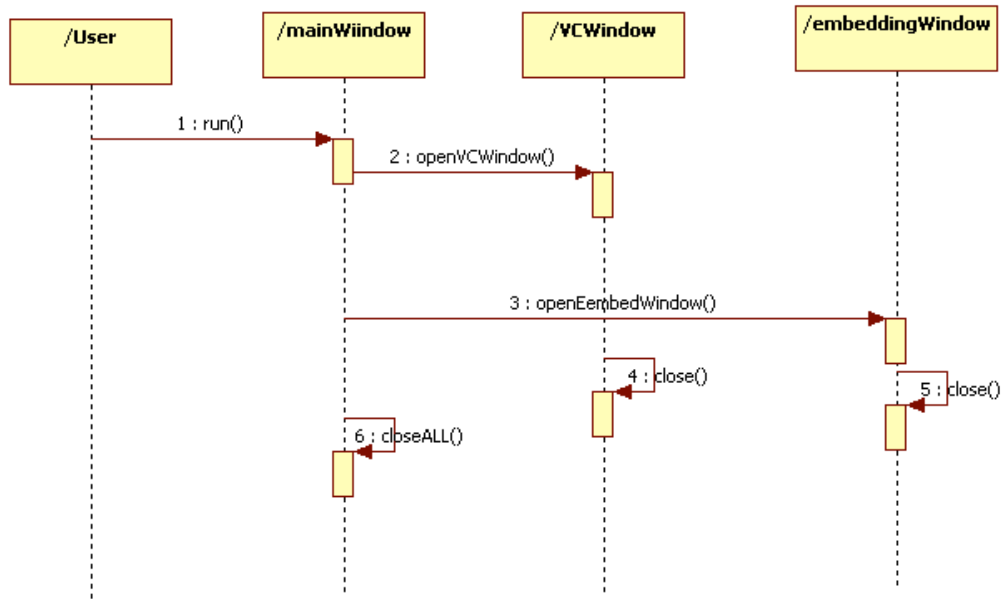 /User
/mainWiindow
/VCWindow
/embeddingWindow
1 : run()
2 : openVCWindow()
3 : openEembedWindow()
4 : close()
5 : close()
6 : closeALL()